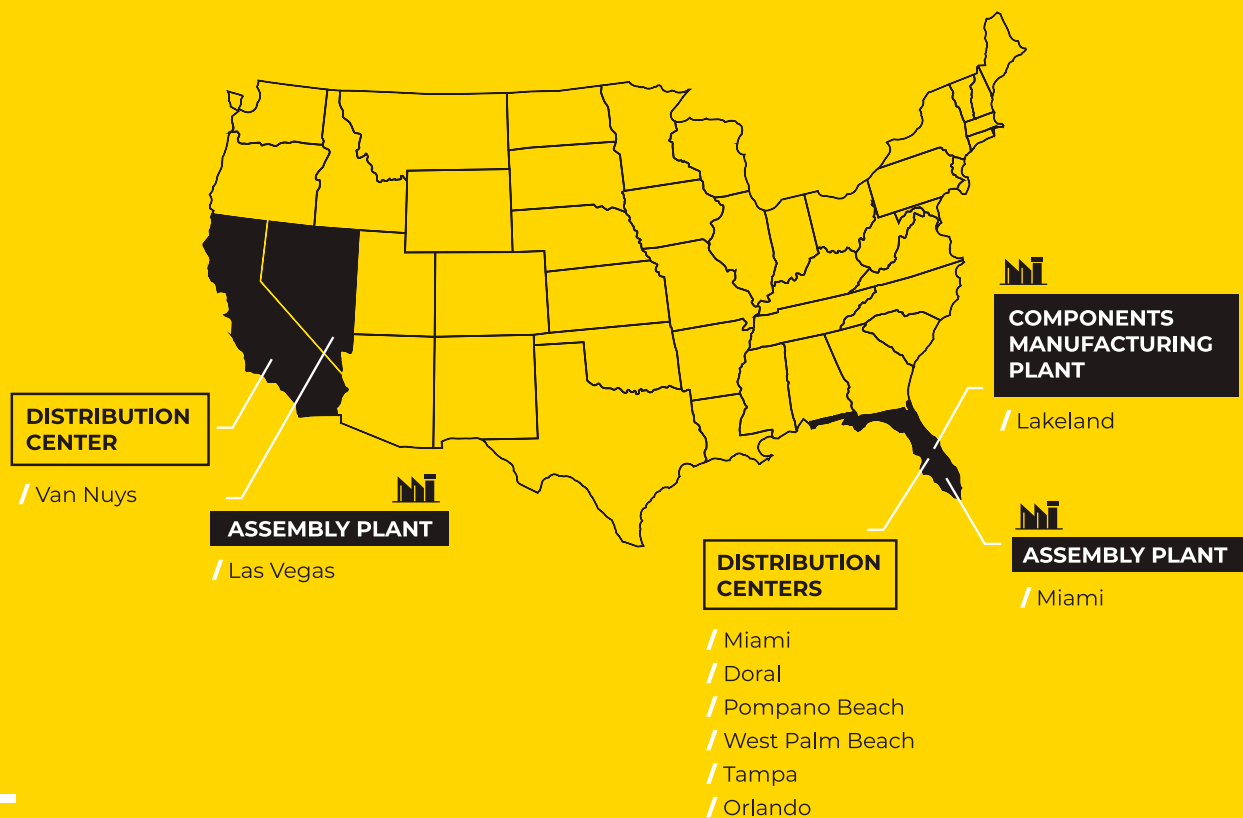 COMPONENTS
MANUFACTURING
PLANT
/ Lakeland
DISTRIBUTION
CENTER
/ Van Nuys
ASSEMBLY PLANT
/ Las Vegas
DISTRIBUTION
CENTERS
/ Miami
/ Doral
/ Pompano Beach
/ West Palm Beach
/ Tampa
/ Orlando
ASSEMBLY PLANT
/ Miami